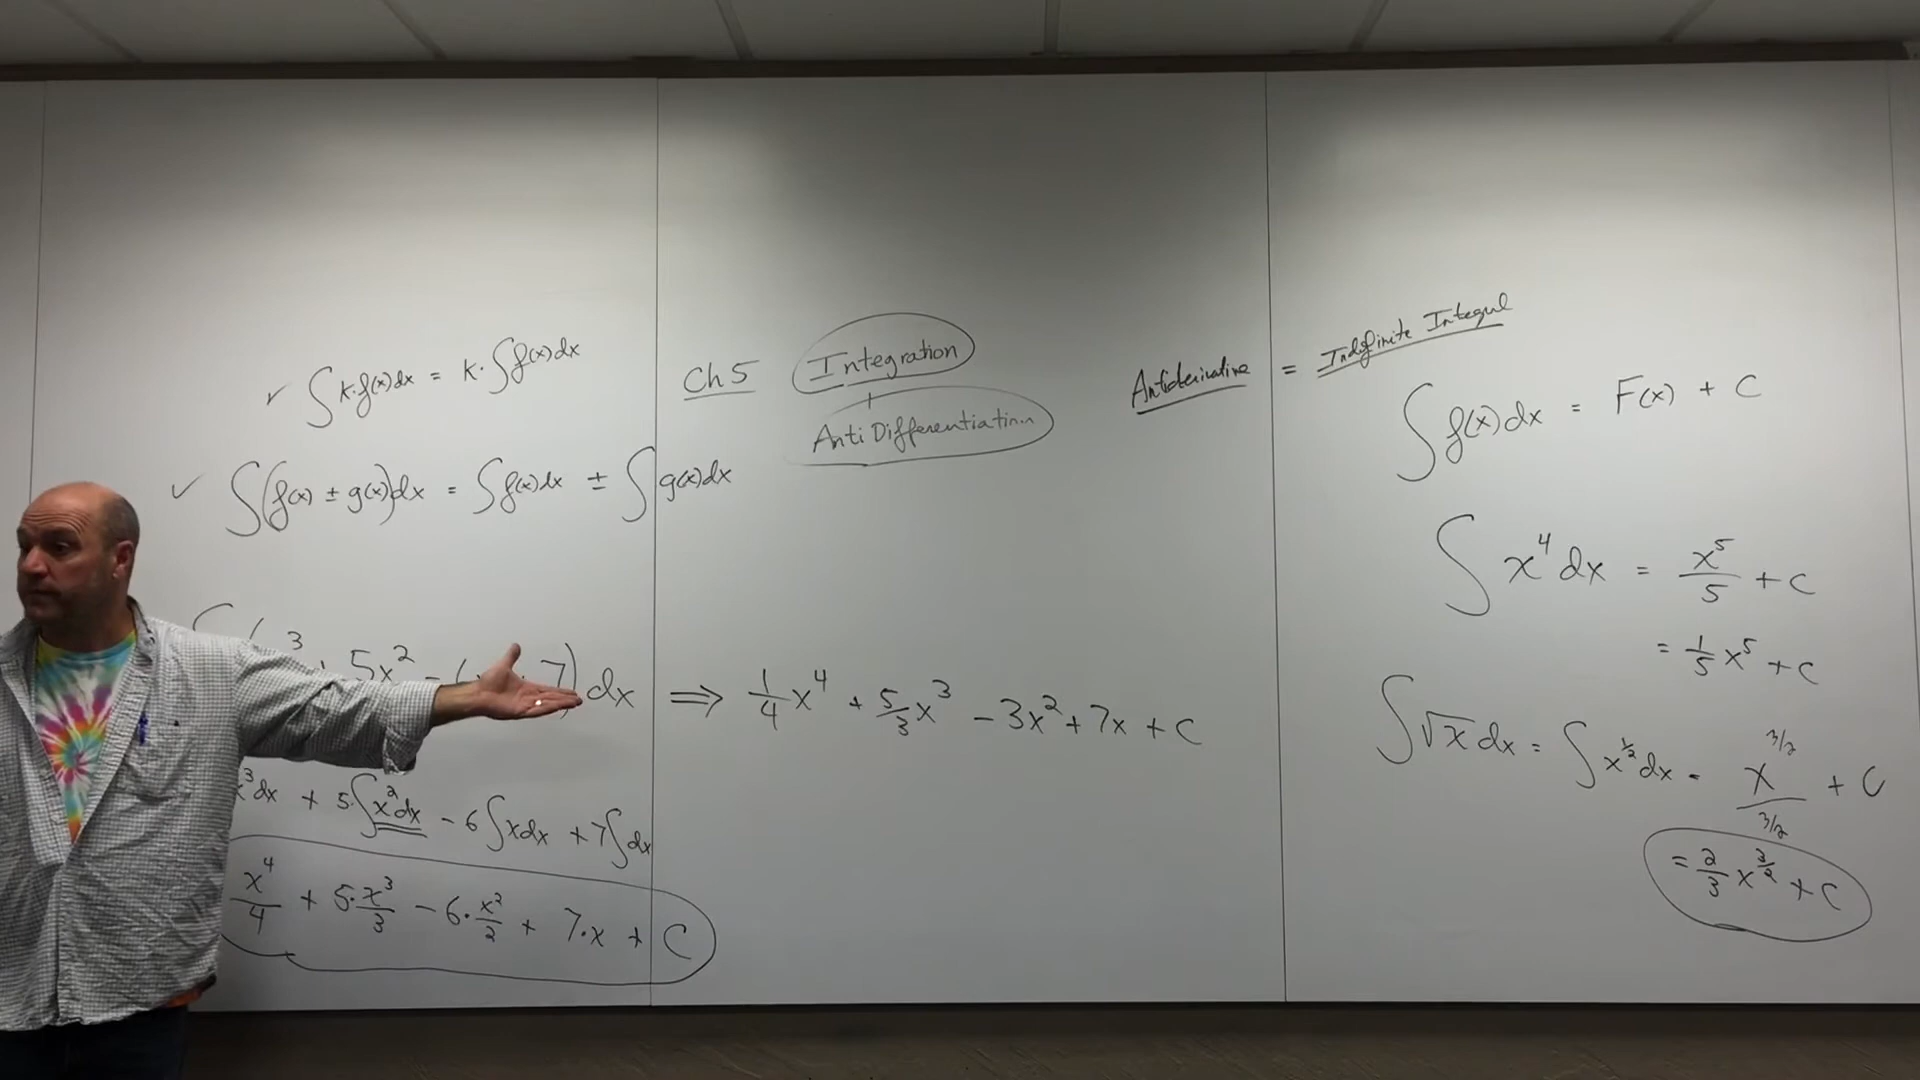 ✓ ∫ k·f(x)dx = k·∫f(x)dx
✓ ∫(f(x) ± g(x))dx = ∫f(x)dx ± ∫g(x)dx
3 + 5x² − 7) dx ⇒ 1/4 x⁴ + 5/3 x³ − 3x² + 7x + C
x³dx + 5·∫x²dx − 6∫xdx + 7∫dx
x⁴/4 + 5·x³/3 − 6·x²/2 + 7·x + C
Ch 5 Integration
+
Anti Differentiation
Antiderivative = Indefinite Integral
∫f(x)dx = F(x) + C
∫ x⁴ dx = x⁵/5 + C
= 1/5 x⁵ + C
∫√x dx = ∫x^(1/2) dx = x^(3/2)/(3/2) + C
= 2/3 x^(3/2) + C